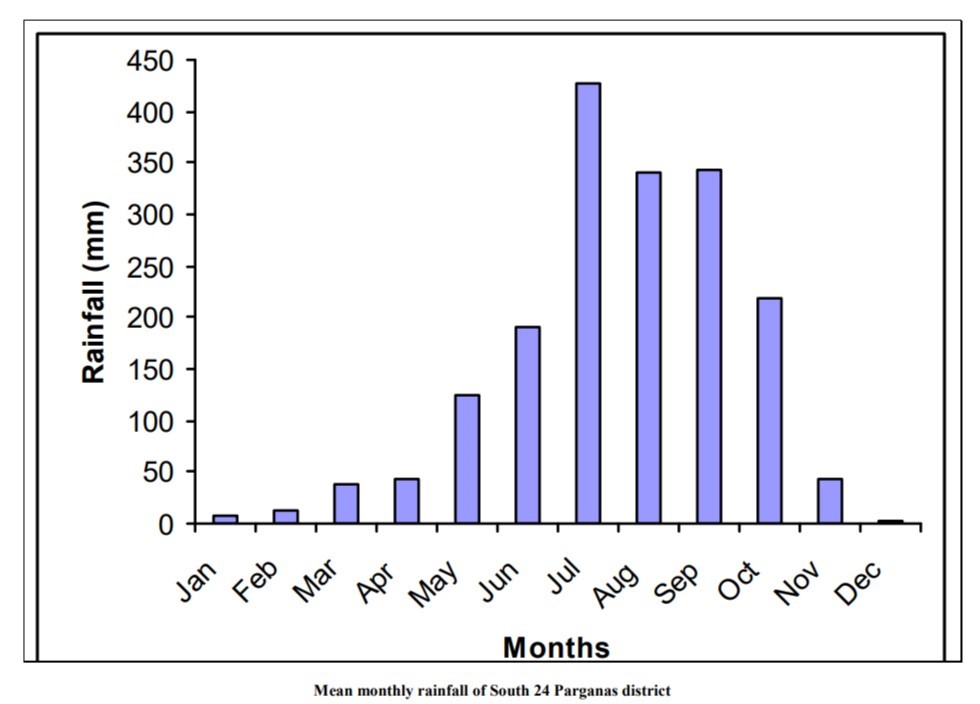 450
400
350
300
250
200
150
100
50
0
Rainfall (mm)
Jan Feb Mar Apr May Jun Jul Aug Sep Oct Nov Dec
Months
Mean monthly rainfall of South 24 Parganas district